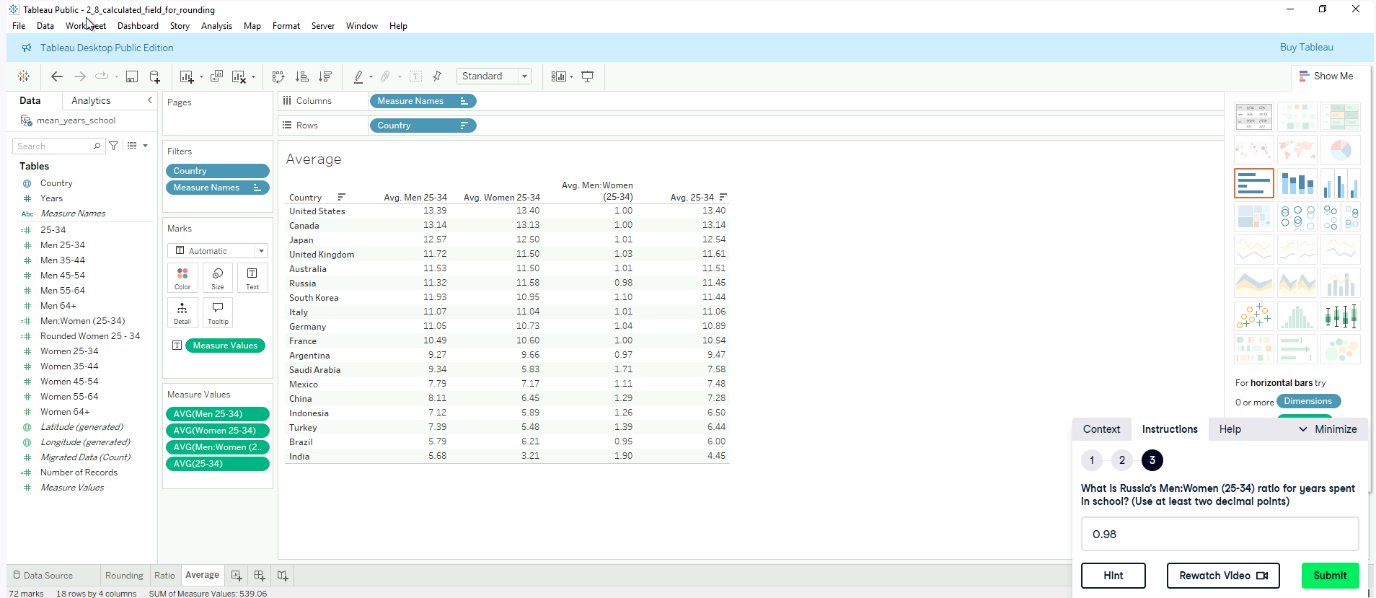 Tableau Public - 2_8_calculated_field_for_rounding
File Data Worksheet Dashboard Story Analysis Map Format Server Window Help
Tableau Desktop Public Edition Buy Tableau
Standard
Show Me
Data Analytics
mean_years_school
Search
Tables
Country
Years
Abc Measure Names
25-34
Men 25-34
Men 35-44
Men 45-54
Men 55-64
Men 64+
Men:Women (25-34)
Rounded Women 25 - 34
Women 25-34
Women 35-44
Women 45-54
Women 55-64
Women 64+
Latitude (generated)
Longitude (generated)
Migrated Data (Count)
Number of Records
Measure Values
Pages
Filters
Country
Measure Names
Marks
Automatic
Color Size Text
Detail Tooltip
Measure Values
Measure Values
AVG(Men 25-34)
AVG(Women 25-34)
AVG(Men:Women (2..
AVG(25-34)
Columns Measure Names
Rows Country
Average
Avg. Men:Women
Country Avg. Men 25-34 Avg. Women 25-34 (25-34) Avg. 25-34
United States 13.39 13.40 1.00 13.40
Canada 13.14 13.13 1.00 13.14
Japan 12.57 12.50 1.01 12.54
United Kingdom 11.72 11.50 1.03 11.61
Australia 11.53 11.50 1.01 11.51
Russia 11.32 11.58 0.98 11.45
South Korea 11.93 10.95 1.10 11.44
Italy 11.07 11.04 1.01 11.06
Germany 11.05 10.73 1.04 10.89
France 10.49 10.60 1.00 10.54
Argentina 9.27 9.66 0.97 9.47
Saudi Arabia 9.34 5.83 1.71 7.58
Mexico 7.79 7.17 1.11 7.48
China 8.11 6.45 1.29 7.28
Indonesia 7.12 5.89 1.26 6.50
Turkey 7.39 5.48 1.39 6.44
Brazil 5.79 6.21 0.95 6.00
India 5.68 3.21 1.90 4.45
For horizontal bars try
0 or more Dimensions
Context Instructions Help Minimize
1 2 3
What is Russia's Men:Women (25-34) ratio for years spent
in school? (Use at least two decimal points)
0.98
Hint Rewatch Video Submit
Data Source Rounding Ratio Average
72 marks 18 rows by 4 columns SUM of Measure Values: 539.06